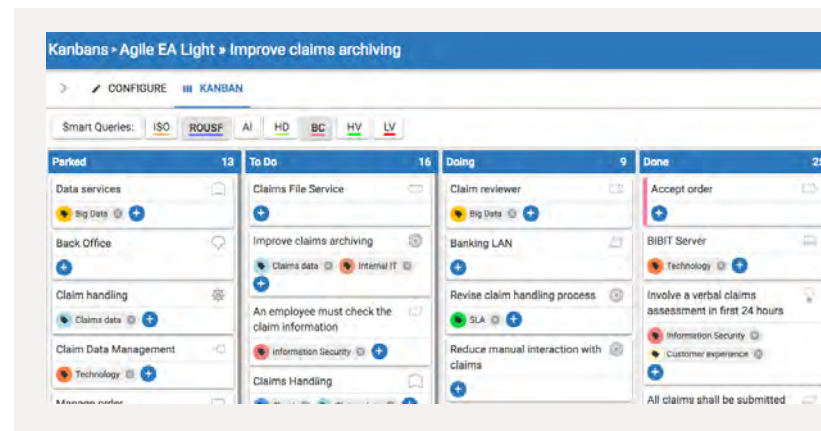 Kanbans > Agile EA Light » Improve claims archiving
CONFIGURE KANBAN
Smart Queries: ISO ROUSF AI HD BC HV LV
Parked 13
Data services
Big Data
Back Office
Claim handling
Claims data
Claim Data Management
Technology
Manage order
To Do 16
Claims File Service
Improve claims archiving
Claims data Internal IT
An employee must check the
claim information
Information Security
Claims Handling
Doing 9
Claim reviewer
Big Data
Banking LAN
Revise claim handling process
SLA
Reduce manual interaction with
claims
Done 25
Accept order
BIBIT Server
Technology
Involve a verbal claims
assessment in first 24 hours
Information Security
Customer experience
All claims shall be submitted